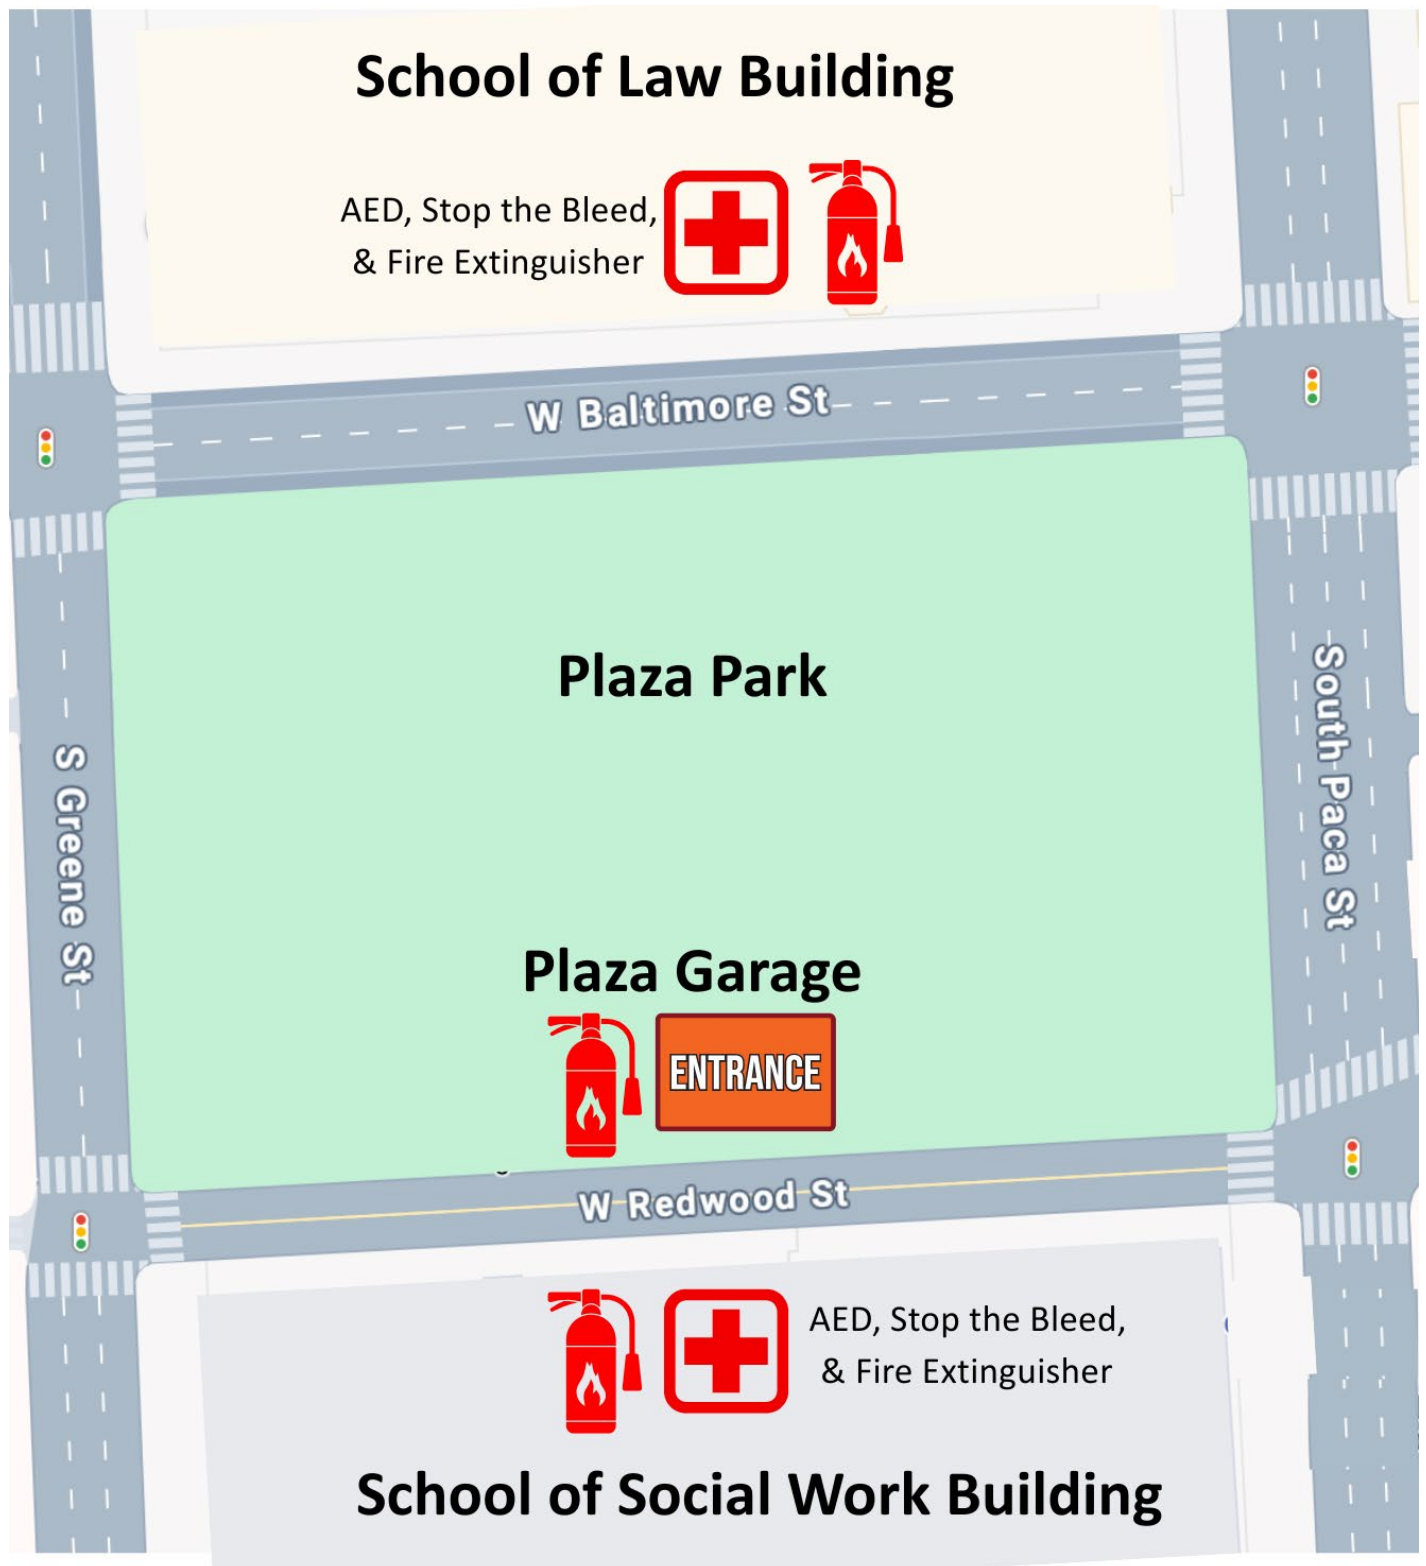 School of Law Building
AED, Stop the Bleed,
& Fire Extinguisher
W Baltimore St
Plaza Park
South Paca St
S Greene St
Plaza Garage
ENTRANCE
W Redwood St
AED, Stop the Bleed,
& Fire Extinguisher
School of Social Work Building